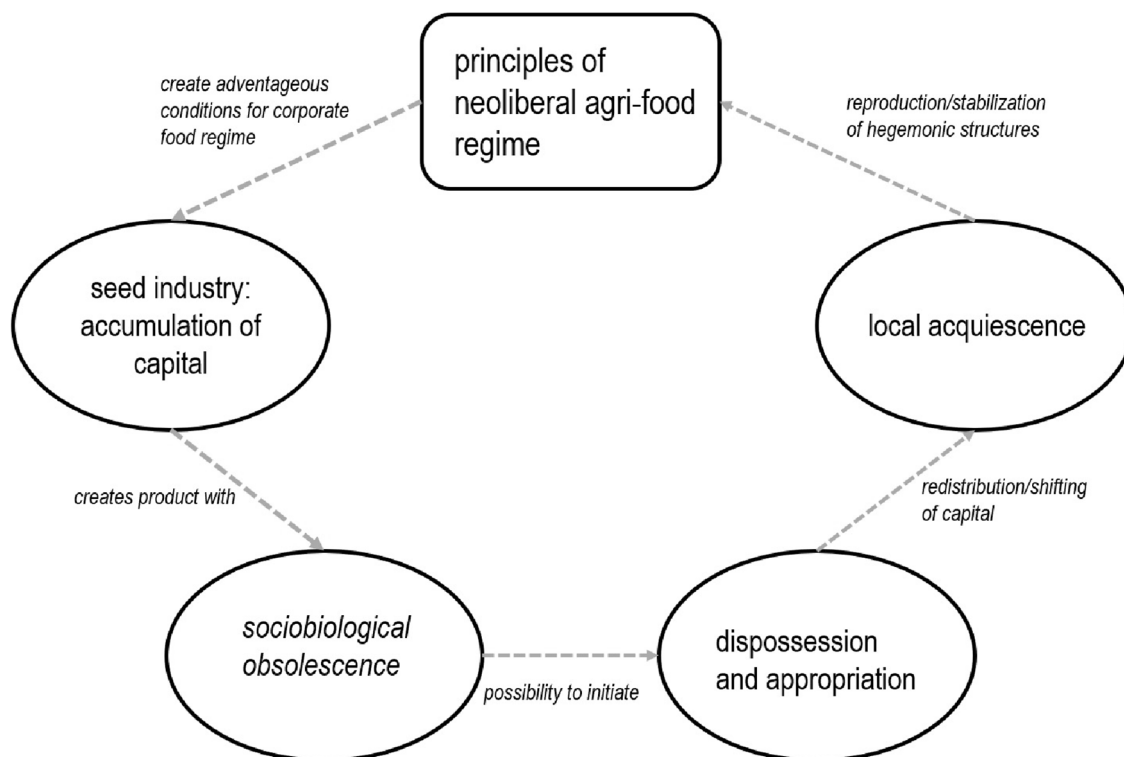 principles of
neoliberal agri-food
regime
create adventageous
conditions for corporate
food regime
reproduction/stabilization
of hegemonic structures
seed industry:
accumulation of
capital
local acquiescence
creates product with
redistribution/shifting
of capital
sociobiological
obsolescence
possibility to initiate
dispossession
and appropriation